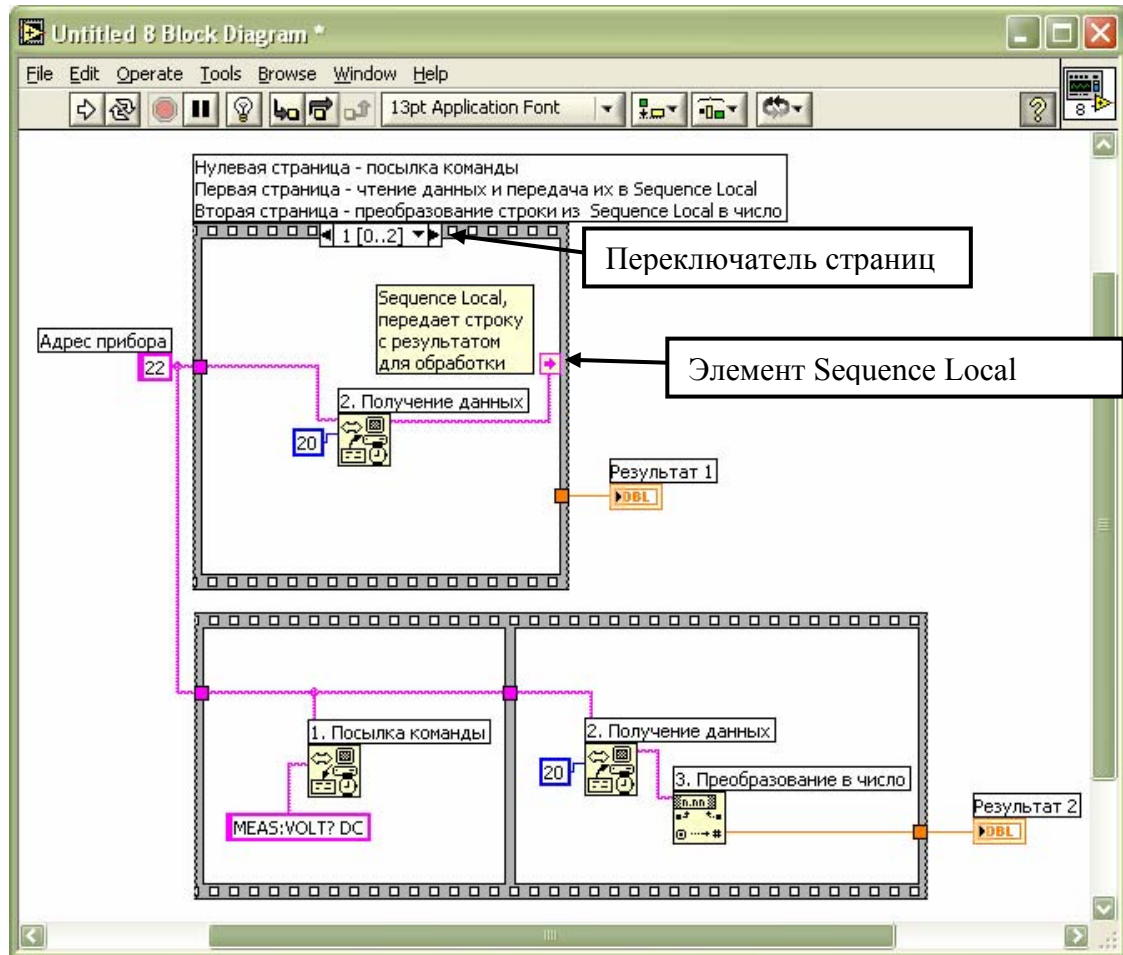 Untitled 8 Block Diagram *
File Edit Operate Tools Browse Window Help
13pt Application Font
8
Нулевая страница - посылка команды
Первая страница - чтение данных и передача их в Sequence Local
Вторая страница - преобразование строки из Sequence Local в число
1 [0..2]
Переключатель страниц
Sequence Local,
передает строку
с результатом
для обработки
Адрес прибора
22
Элемент Sequence Local
2. Получение данных
20
Результат 1
DBL
1. Посылка команды
2. Получение данных
20
3. Преобразование в число
n.nn
MEAS:VOLT? DC
Результат 2
DBL